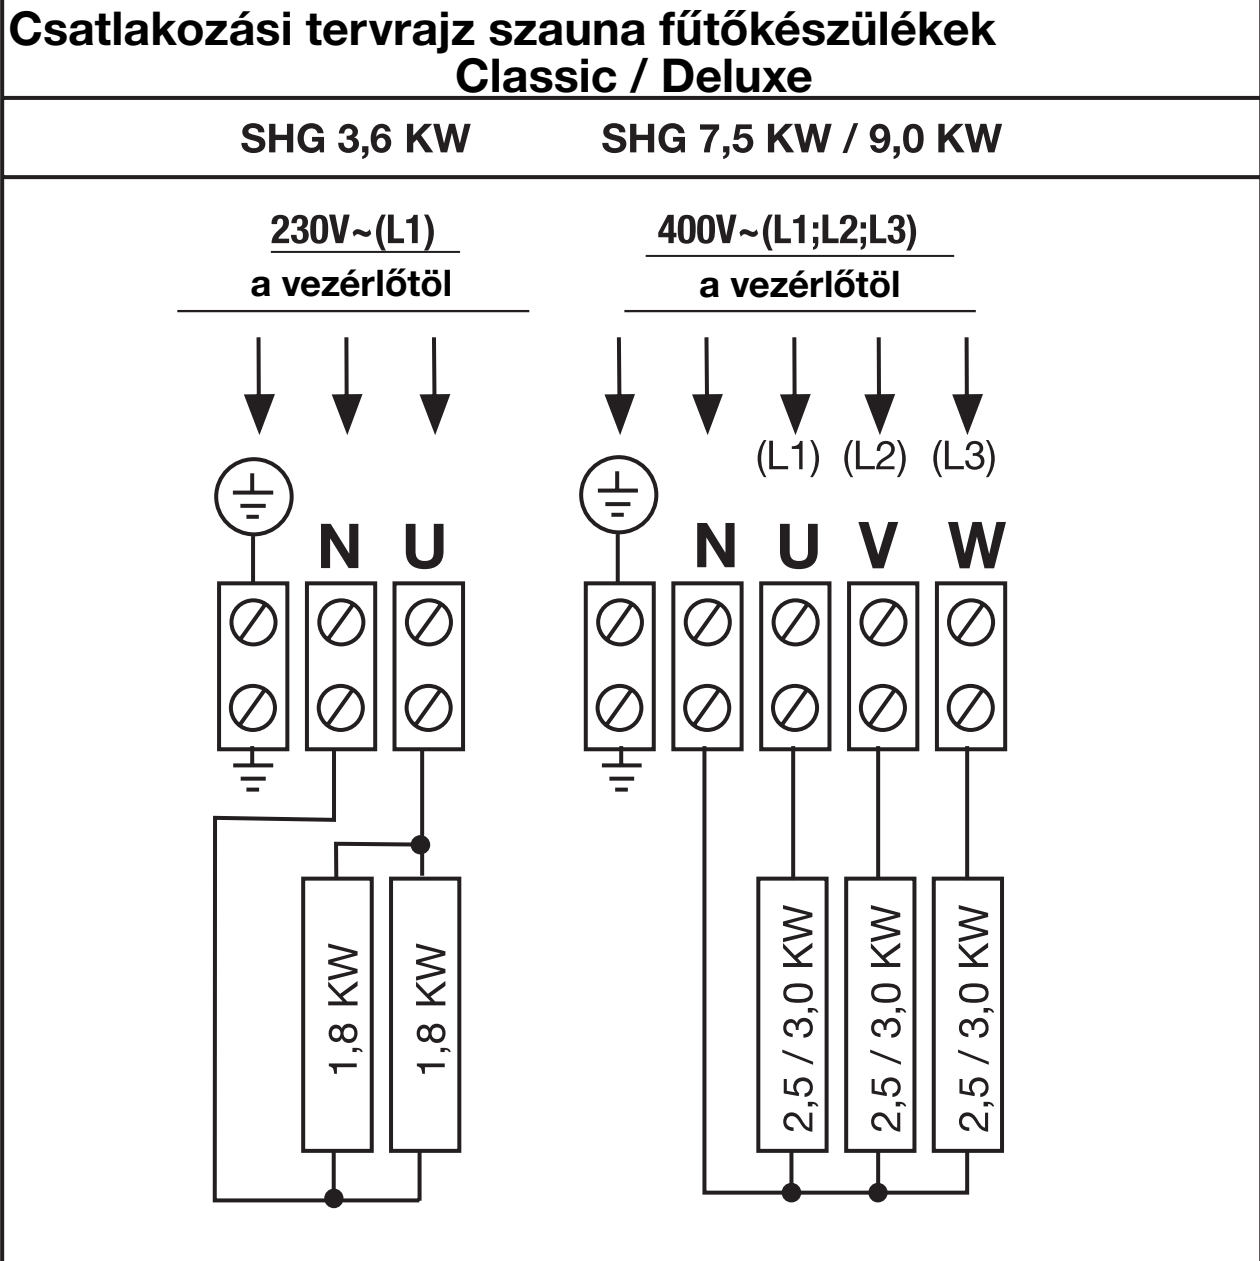 Csatlakozási tervrajz szauna fűtőkészülékek
Classic / Deluxe
SHG 3,6 KW
SHG 7,5 KW / 9,0 KW
230V~(L1)
a vezérlőtöl
400V~(L1;L2;L3)
a vezérlőtöl
(L1) (L2) (L3)
N U
N U V W
1,8 KW
1,8 KW
2,5 / 3,0 KW
2,5 / 3,0 KW
2,5 / 3,0 KW